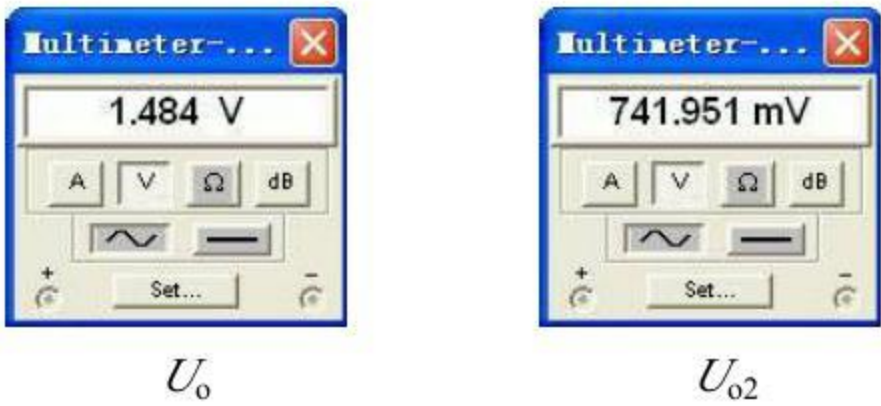 Multimeter-...
1.484 V
A V Ω dB
+ Set... -
Uo
Multimeter-...
741.951 mV
A V Ω dB
+ Set... -
Uo2